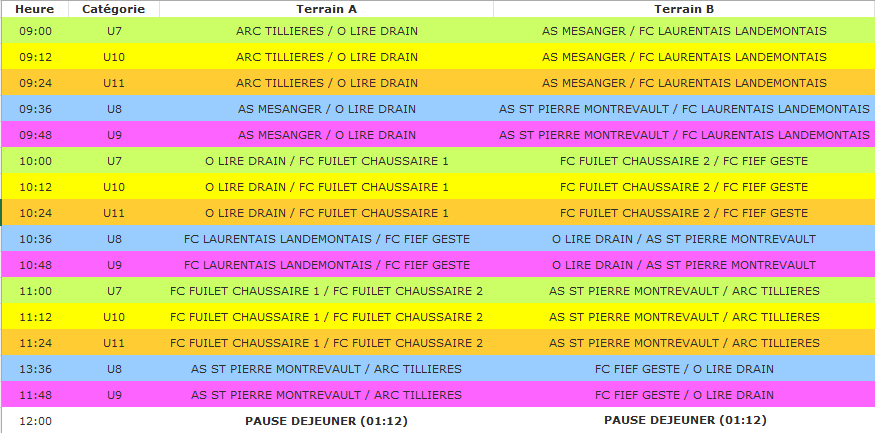 Heure Catégorie Terrain A Terrain B
09:00 U7 ARC TILLIERES / O LIRE DRAIN AS MESANGER / FC LAURENTAIS LANDEMONTAIS
09:12 U10 ARC TILLIERES / O LIRE DRAIN AS MESANGER / FC LAURENTAIS LANDEMONTAIS
09:24 U11 ARC TILLIERES / O LIRE DRAIN AS MESANGER / FC LAURENTAIS LANDEMONTAIS
09:36 U8 AS MESANGER / O LIRE DRAIN AS ST PIERRE MONTREVAULT / FC LAURENTAIS LANDEMONTAIS
09:48 U9 AS MESANGER / O LIRE DRAIN AS ST PIERRE MONTREVAULT / FC LAURENTAIS LANDEMONTAIS
10:00 U7 O LIRE DRAIN / FC FUILET CHAUSSAIRE 1 FC FUILET CHAUSSAIRE 2 / FC FIEF GESTE
10:12 U10 O LIRE DRAIN / FC FUILET CHAUSSAIRE 1 FC FUILET CHAUSSAIRE 2 / FC FIEF GESTE
10:24 U11 O LIRE DRAIN / FC FUILET CHAUSSAIRE 1 FC FUILET CHAUSSAIRE 2 / FC FIEF GESTE
10:36 U8 FC LAURENTAIS LANDEMONTAIS / FC FIEF GESTE O LIRE DRAIN / AS ST PIERRE MONTREVAULT
10:48 U9 FC LAURENTAIS LANDEMONTAIS / FC FIEF GESTE O LIRE DRAIN / AS ST PIERRE MONTREVAULT
11:00 U7 FC FUILET CHAUSSAIRE 1 / FC FUILET CHAUSSAIRE 2 AS ST PIERRE MONTREVAULT / ARC TILLIERES
11:12 U10 FC FUILET CHAUSSAIRE 1 / FC FUILET CHAUSSAIRE 2 AS ST PIERRE MONTREVAULT / ARC TILLIERES
11:24 U11 FC FUILET CHAUSSAIRE 1 / FC FUILET CHAUSSAIRE 2 AS ST PIERRE MONTREVAULT / ARC TILLIERES
13:36 U8 AS ST PIERRE MONTREVAULT / ARC TILLIERES FC FIEF GESTE / O LIRE DRAIN
11:48 U9 AS ST PIERRE MONTREVAULT / ARC TILLIERES FC FIEF GESTE / O LIRE DRAIN
12:00 PAUSE DEJEUNER (01:12) PAUSE DEJEUNER (01:12)